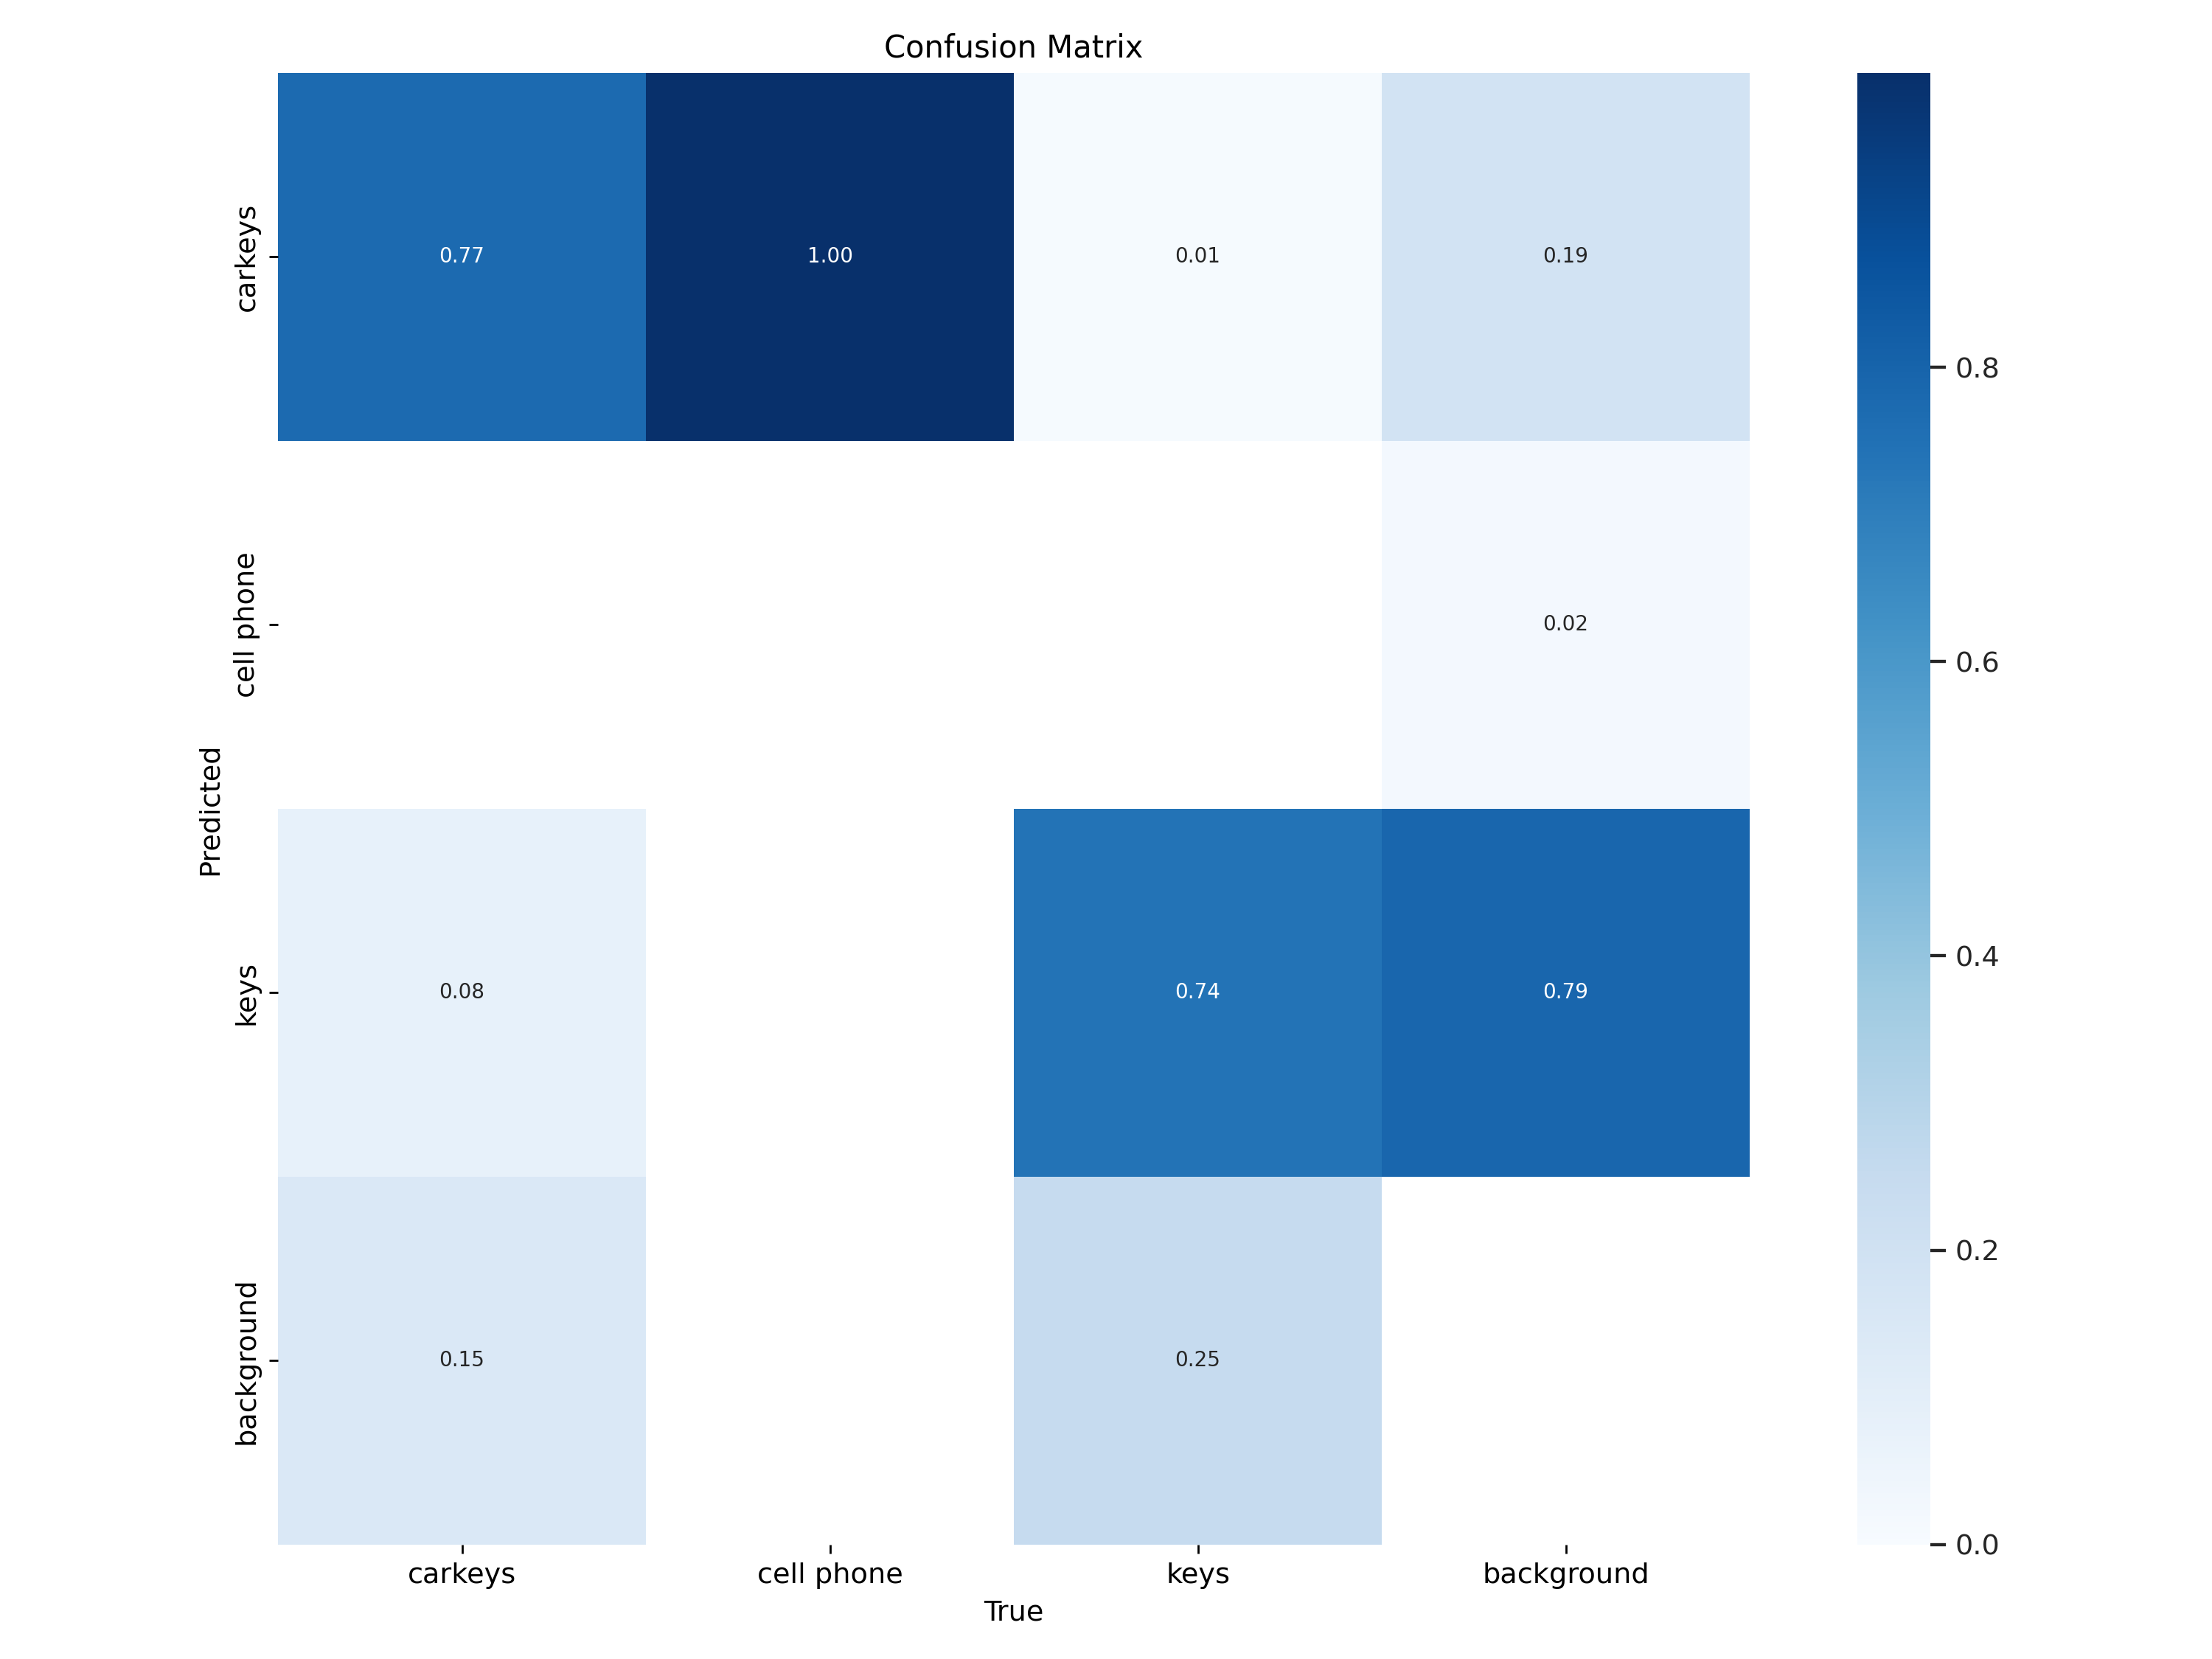 Confusion Matrix
carkeys
0.77 1.00 0.01 0.19
0.8
cell phone
0.02
0.6
Predicted
keys
0.08 0.74 0.79
0.4
background
0.15 0.25
0.2
0.0
carkeys cell phone keys background
True